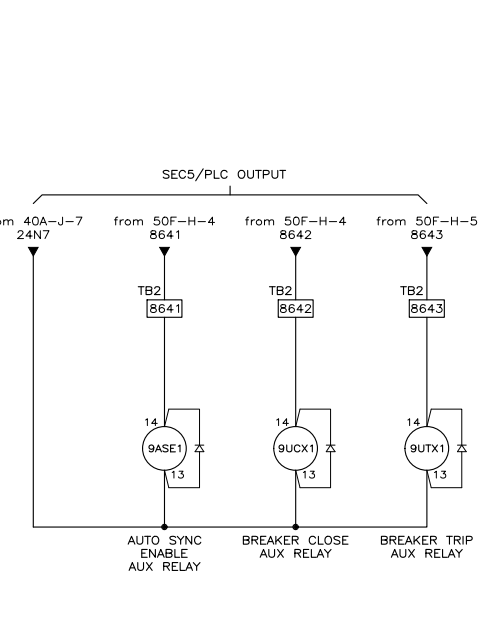 SEC5/PLC OUTPUT
om 40A-J-7
24N7
from 50F-H-4
8641
from 50F-H-4
8642
from 50F-H-5
8643
TB2
8641
TB2
8642
TB2
8643
14
9ASE1
13
14
9UCX1
13
14
9UTX1
13
AUTO SYNC
ENABLE
AUX RELAY
BREAKER CLOSE
AUX RELAY
BREAKER TRIP
AUX RELAY